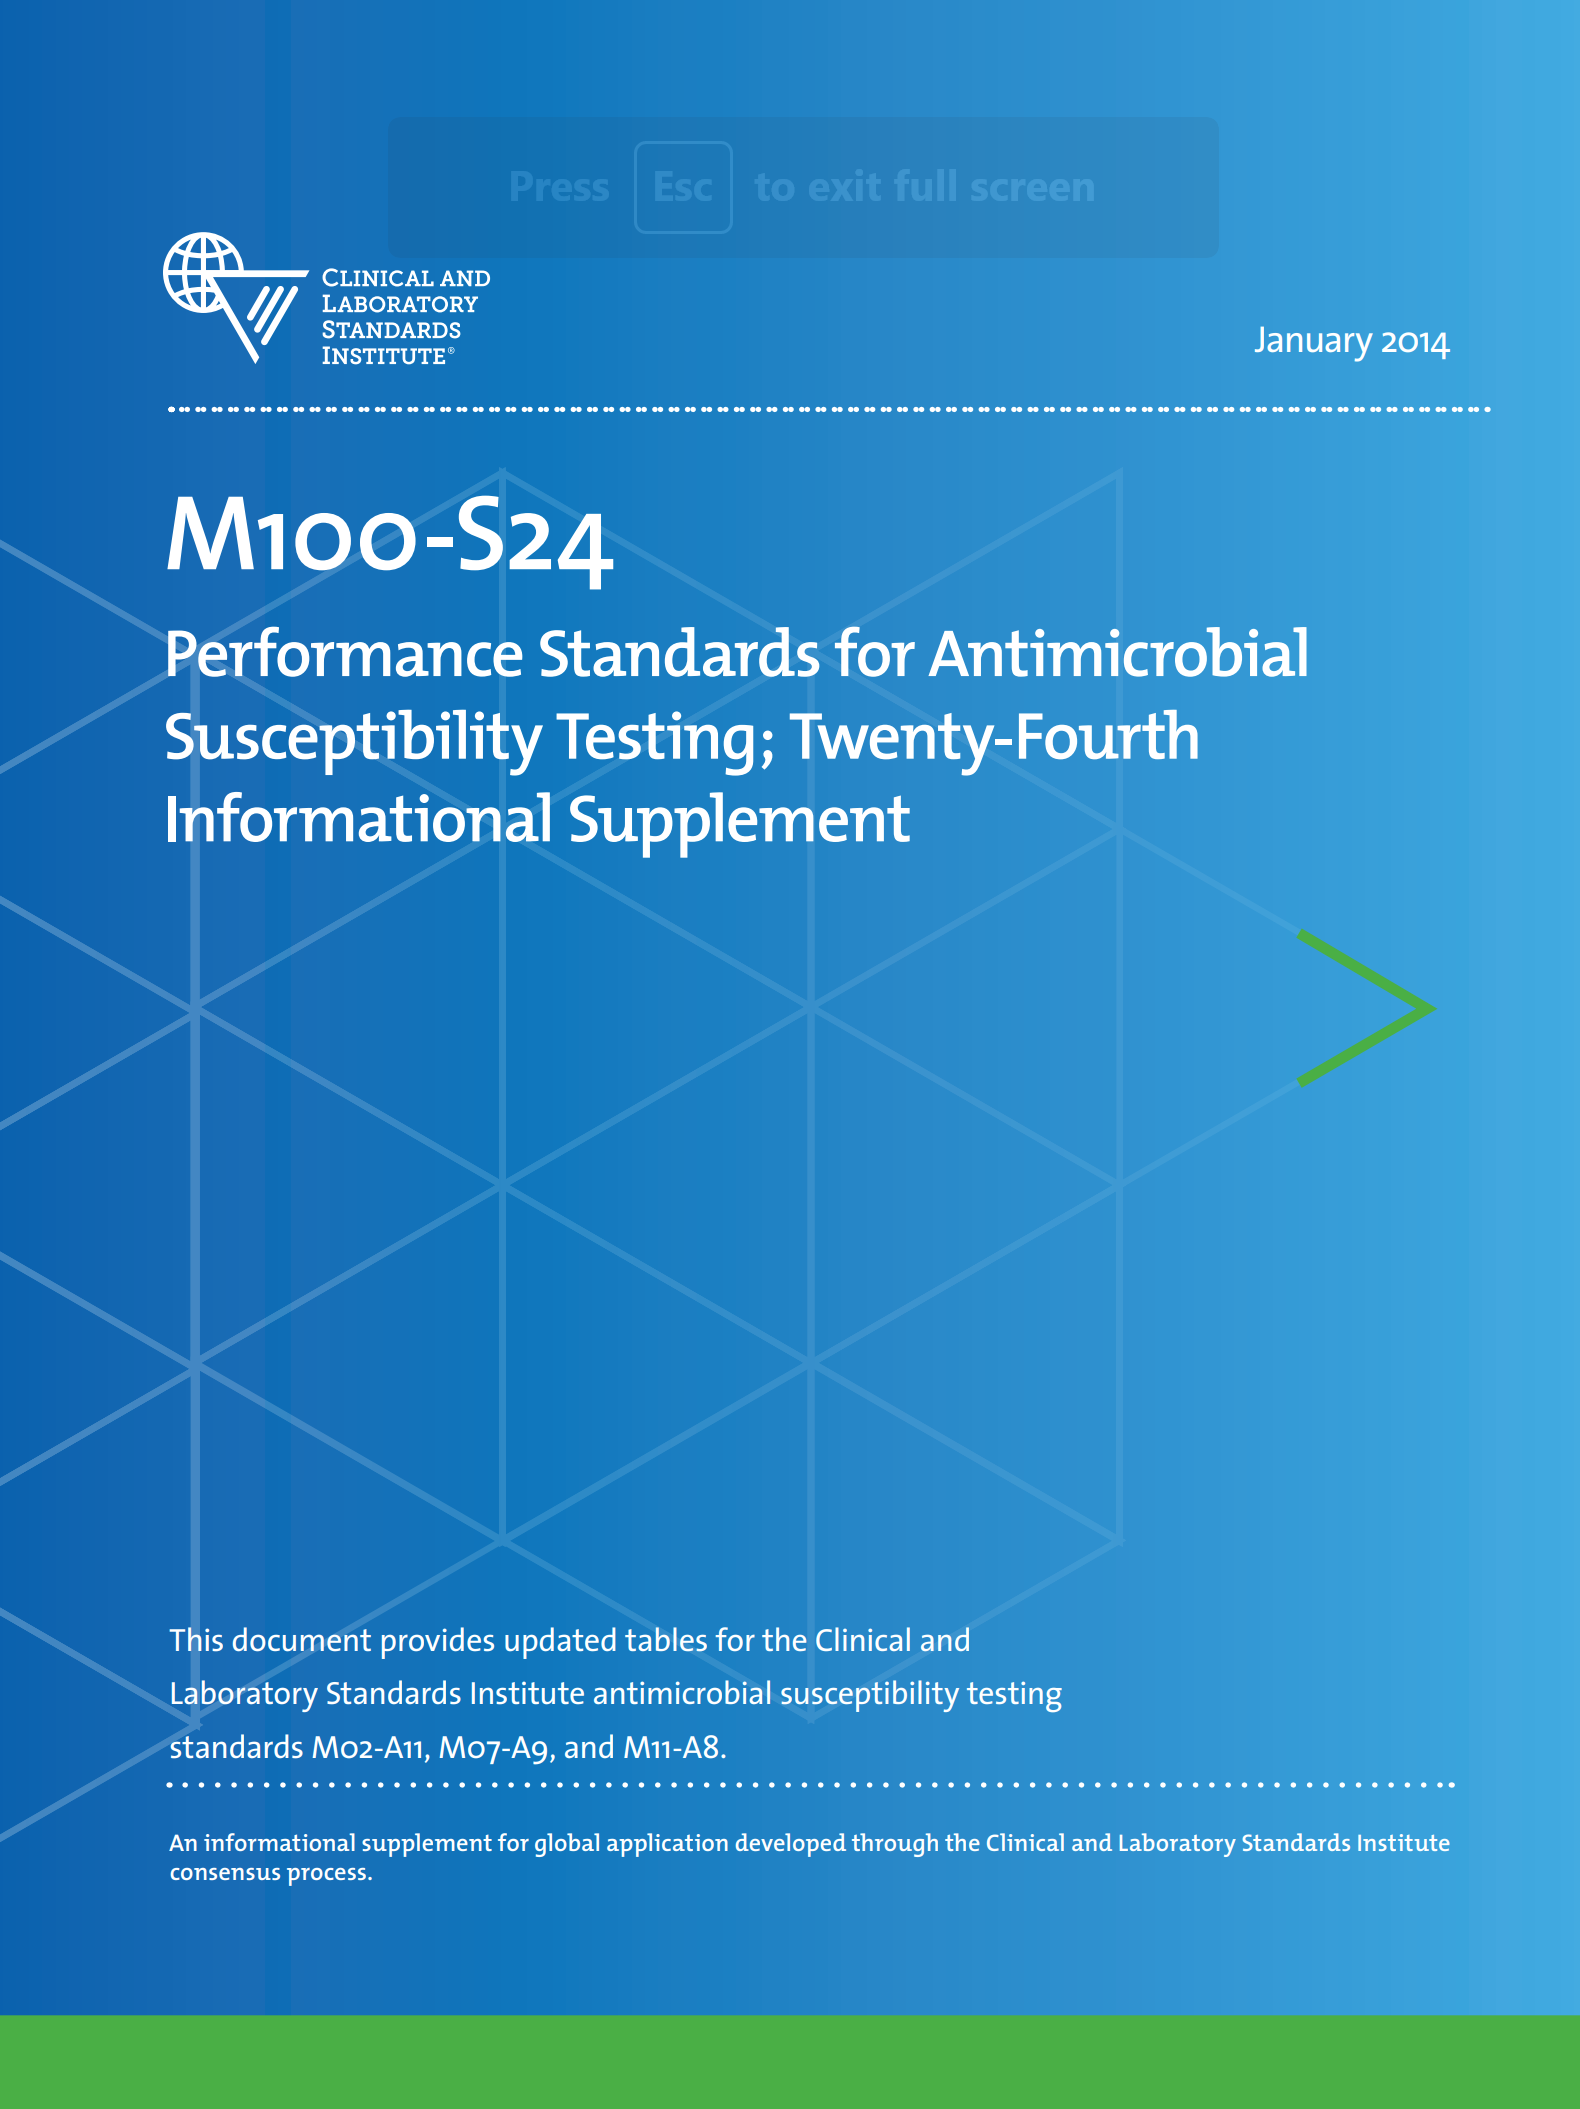 Press Esc to exit full screen
CLINICAL AND
LABORATORY
STANDARDS
INSTITUTE®
January 2014
M100-S24
Performance Standards for Antimicrobial
Susceptibility Testing; Twenty-Fourth
Informational Supplement
This document provides updated tables for the Clinical and
Laboratory Standards Institute antimicrobial susceptibility testing
standards M02-A11, M07-A9, and M11-A8.
An informational supplement for global application developed through the Clinical and Laboratory Standards Institute
consensus process.